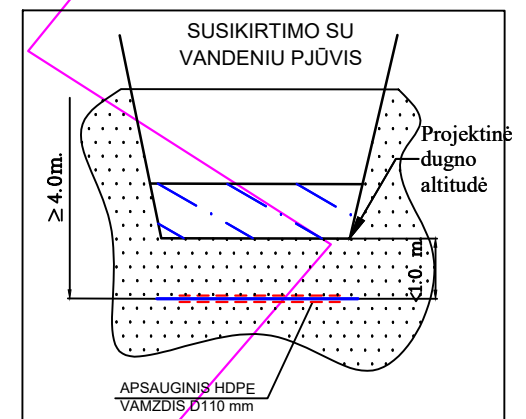 SUSIKIRTIMO SU
VANDENIU PJŪVIS
Projektinė
dugno
altitudė
≥4.0m.
<1.0. m
APSAUGINIS HDPE
VAMZDIS D110 mm